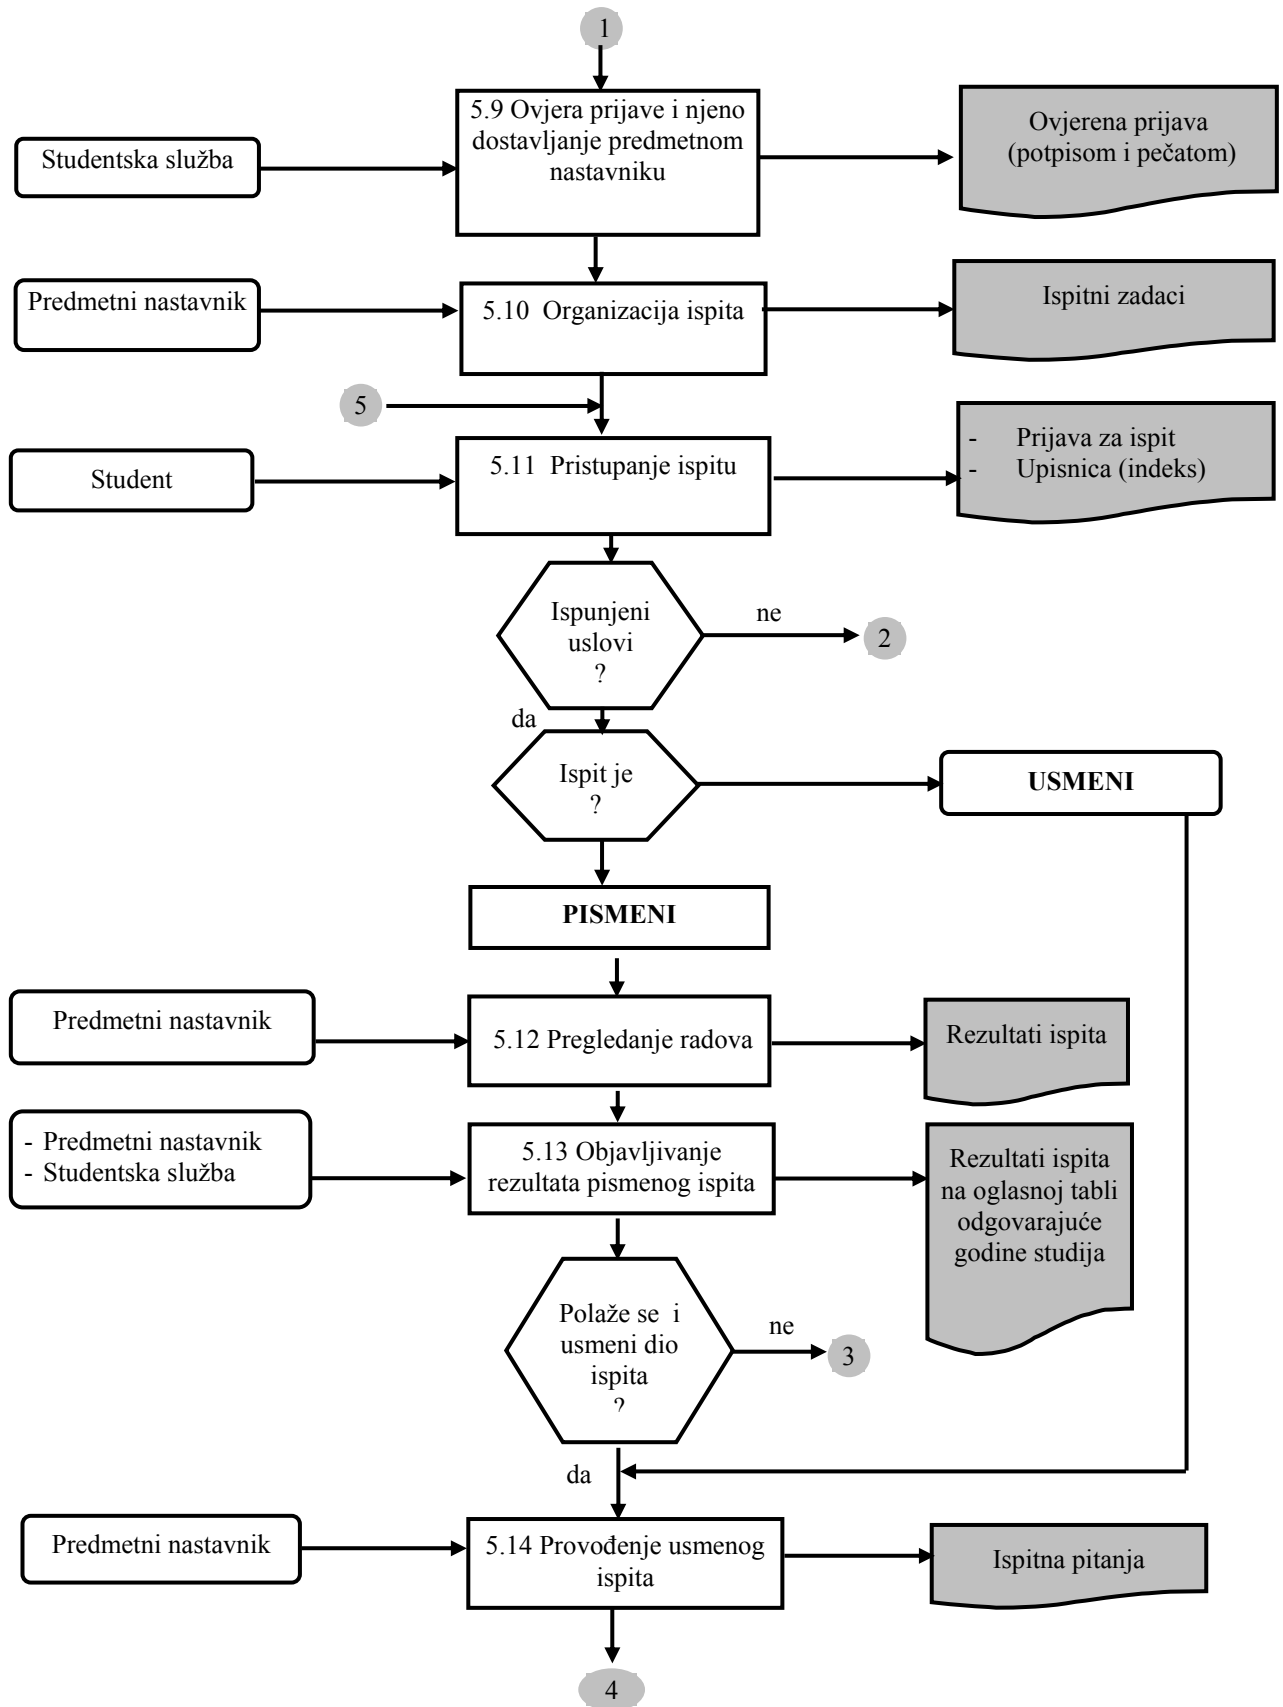 1
5.9 Ovjera prijave i njeno
dostavljanje predmetnom
nastavniku
Studentska služba
Ovjerena prijava
(potpisom i pečatom)
Predmetni nastavnik
5.10 Organizacija ispita
Ispitni zadaci
5
Student
5.11 Pristupanje ispitu
- Prijava za ispit
- Upisnica (indeks)
Ispunjeni
uslovi
?
ne
2
da
Ispit je
?
USMENI
PISMENI
Predmetni nastavnik
5.12 Pregledanje radova
Rezultati ispita
- Predmetni nastavnik
- Studentska služba
5.13 Objavljivanje
rezultata pismenog ispita
Rezultati ispita
na oglasnoj tabli
odgovarajuće
godine studija
Polaže se i
usmeni dio
ispita
?
ne
3
da
Predmetni nastavnik
5.14 Provođenje usmenog
ispita
Ispitna pitanja
4